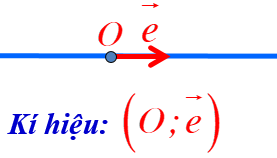 O e⃗
Kí hiệu: (O ; e⃗)